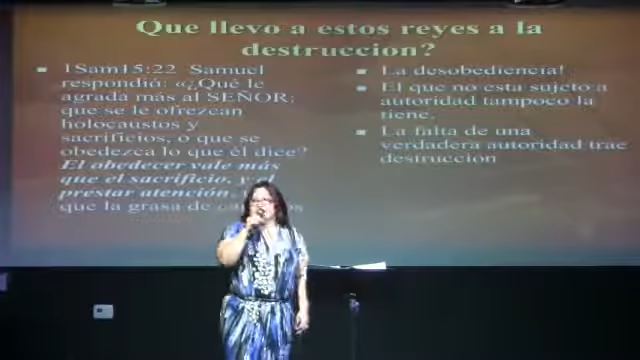 Que llevo a estos reyes a la
destruccion?
1Sam15:22 Samuel
respondió: «¿Qué le
agrada más al SEÑOR:
que se le ofrezcan
holocaustos y
sacrificios, o que se
obedezca lo que él dice?
El obedecer vale más
que el sacrificio, y el
prestar atención,
que la grasa de
La desobediencia!
El que no esta sujeto a
autoridad tampoco la
tiene.
La falta de una
verdadera autoridad trae
destruccion